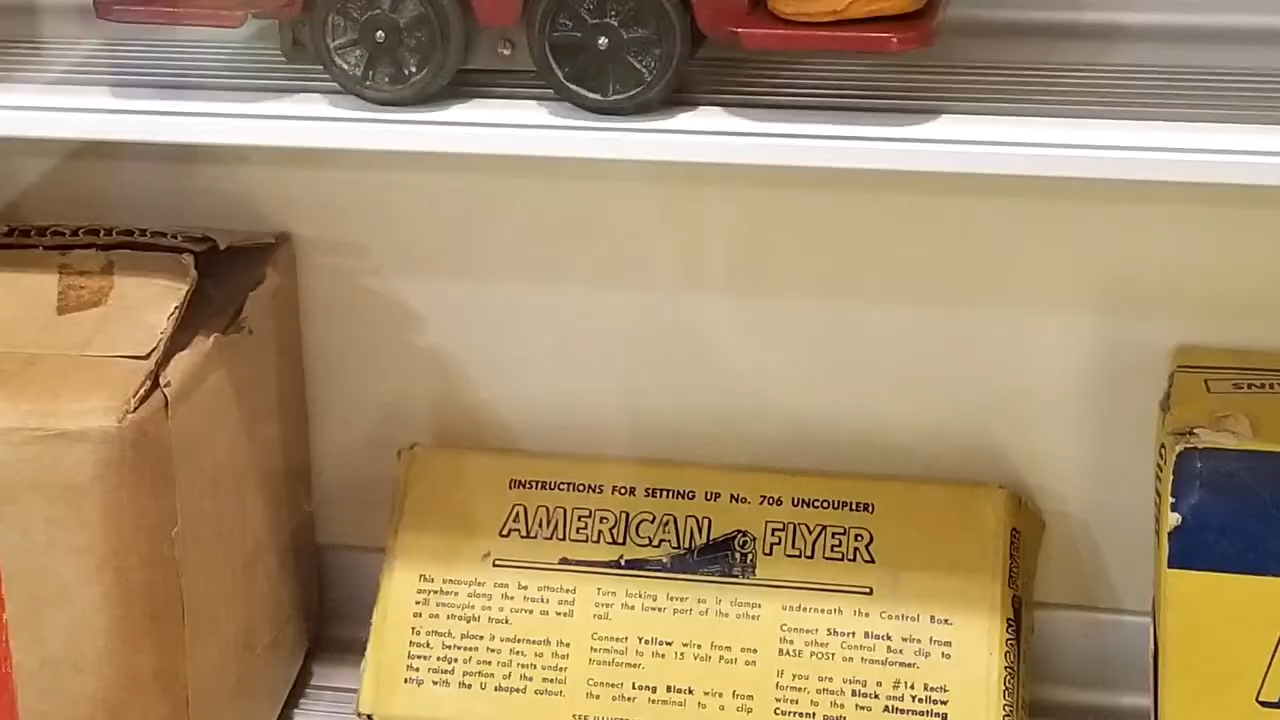 (INSTRUCTIONS FOR SETTING UP No. 706 UNCOUPLER)
AMERICAN FLYER
This uncoupler can be attached
anywhere along the tracks and
will uncouple on a curve as well
as on straight track.
To attach, place it underneath the
track, between two ties, so that
lower edge of one rail rests under
the raised portion of the metal
strip with the U shaped cutout.
Turn locking lever so it clamps
over the lower part of the other
rail.
Connect Yellow wire from one
terminal to the 15 Volt Post on
transformer.
Connect Long Black wire from
the other terminal to a clip
underneath the Control Box.
Connect Short Black wire from
the other Control Box clip to
BASE POST on transformer.
If you are using a #14 Recti-
former, attach Black and Yellow
wires to the two Alternating
Current posts.
SEE
AMERICAN FLYER